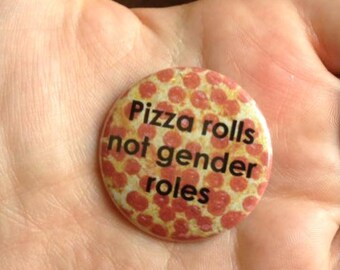 Pizza rolls
not gender
roles